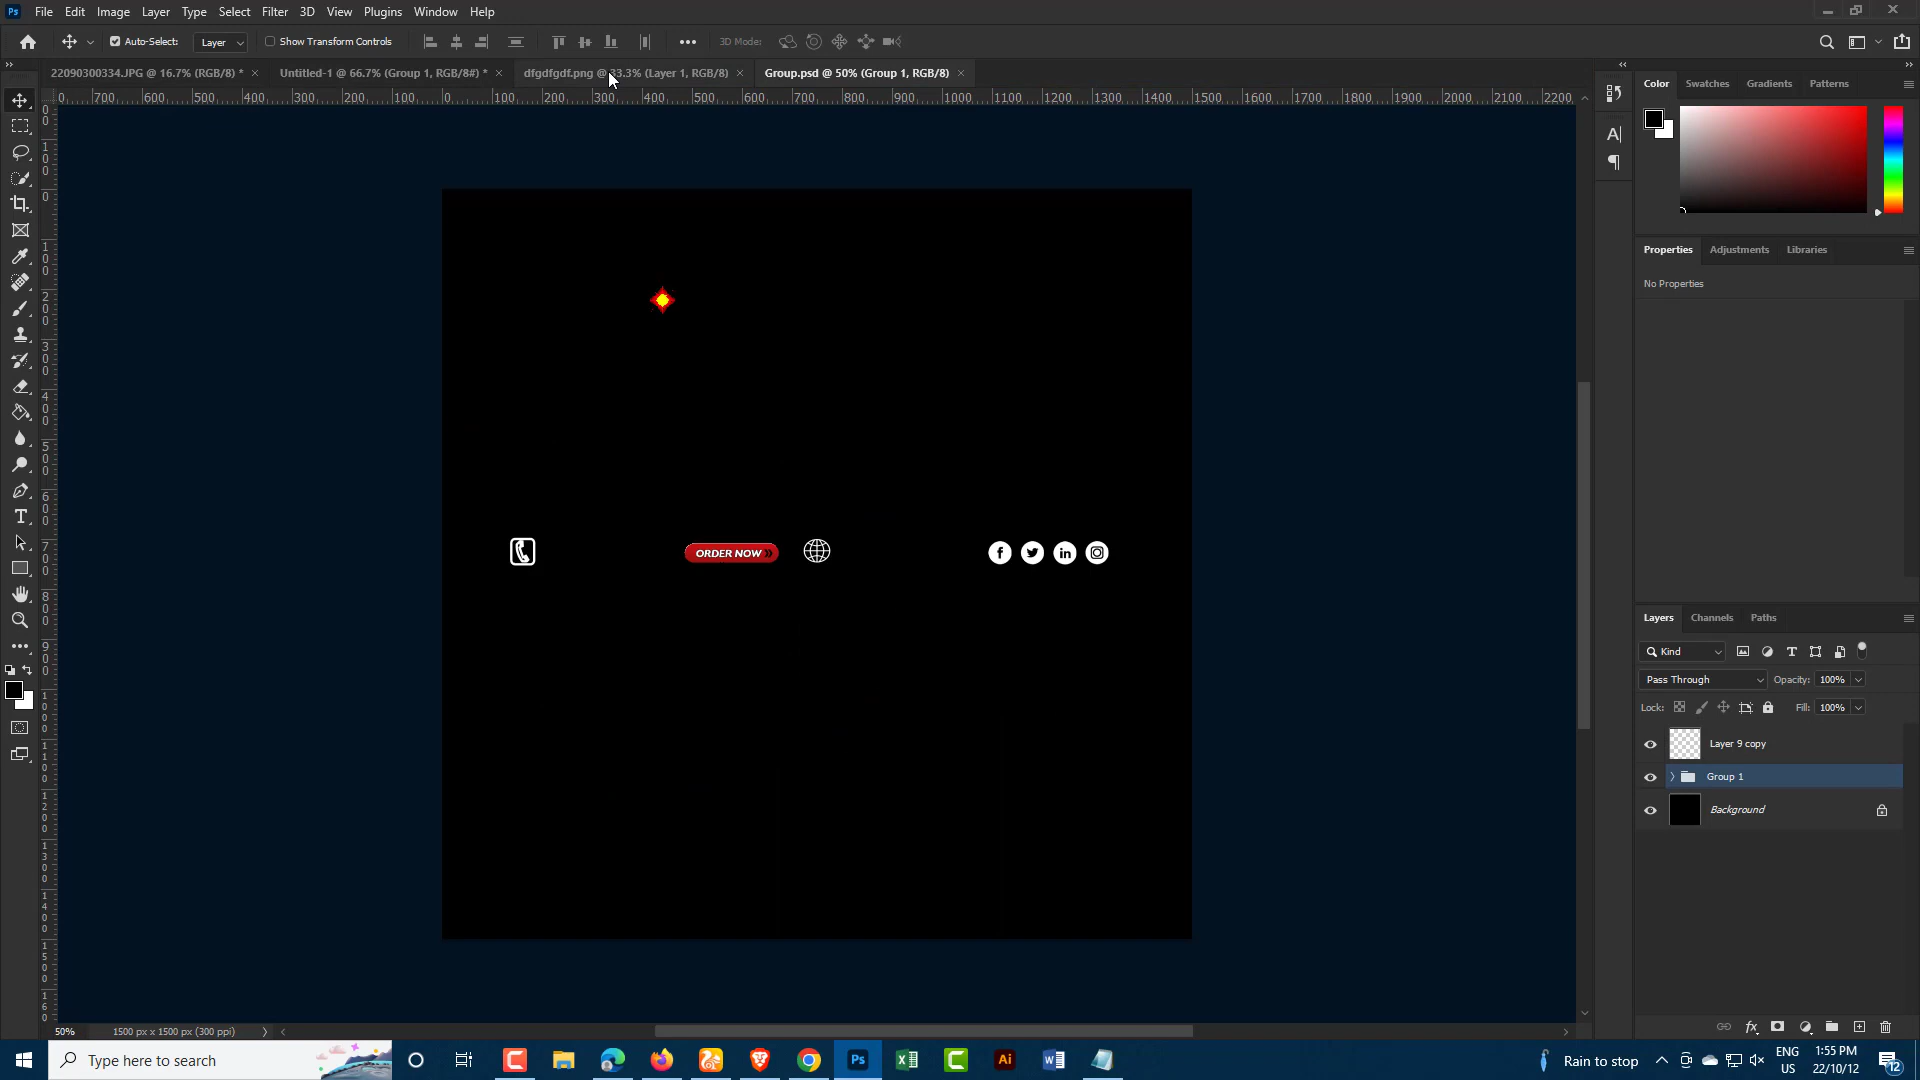 Ps File Edit Image Layer Type Select Filter 3D View Plugins Window Help
Auto-Select: Layer Show Transform Controls 3D Mode:
22090300334.JPG @ 16.7% (RGB/8) * Untitled-1 @ 66.7% (Group 1, RGB/8#) * dfgdfgdf.png @ 33.3% (Layer 1, RGB/8) Group.psd @ 50% (Group 1, RGB/8)
0 700 600 500 400 300 200 100 0 100 200 300 400 500 600 700 800 900 1000 1100 1200 1300 1400 1500 1600 1700 1800 1900 2000 2100 2200
Color Swatches Gradients Patterns
Properties Adjustments Libraries
No Properties
ORDER NOW
Layers Channels Paths
Kind
Pass Through Opacity: 100%
Lock: Fill: 100%
Layer 9 copy
Group 1
Background
50% 1500 px x 1500 px (300 ppi)
Type here to search
Ps Ai
Rain to stop
ENG
US
1:55 PM
22/10/12
12